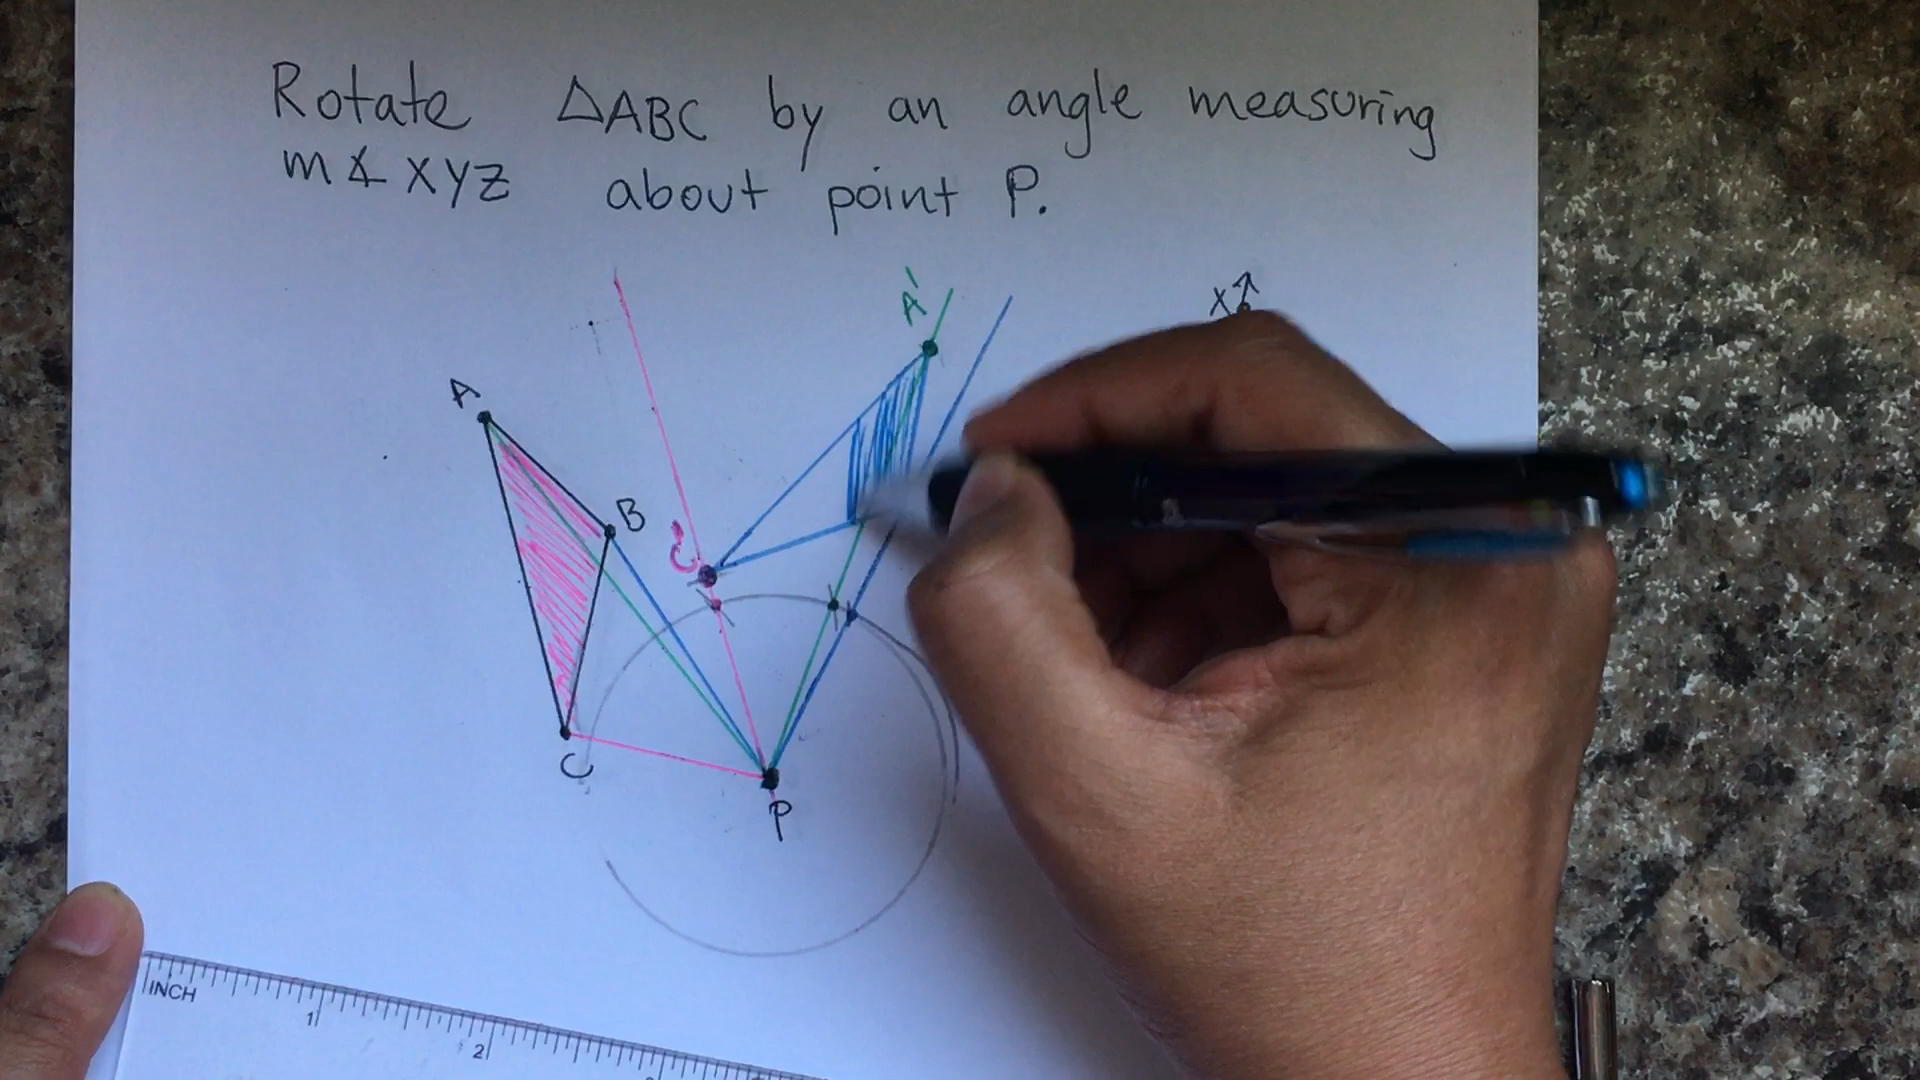 Rotate △ABC by an angle measuring
m∡XYZ about point P.
X
A'
A
B
C'
C
P
INCH
1
2